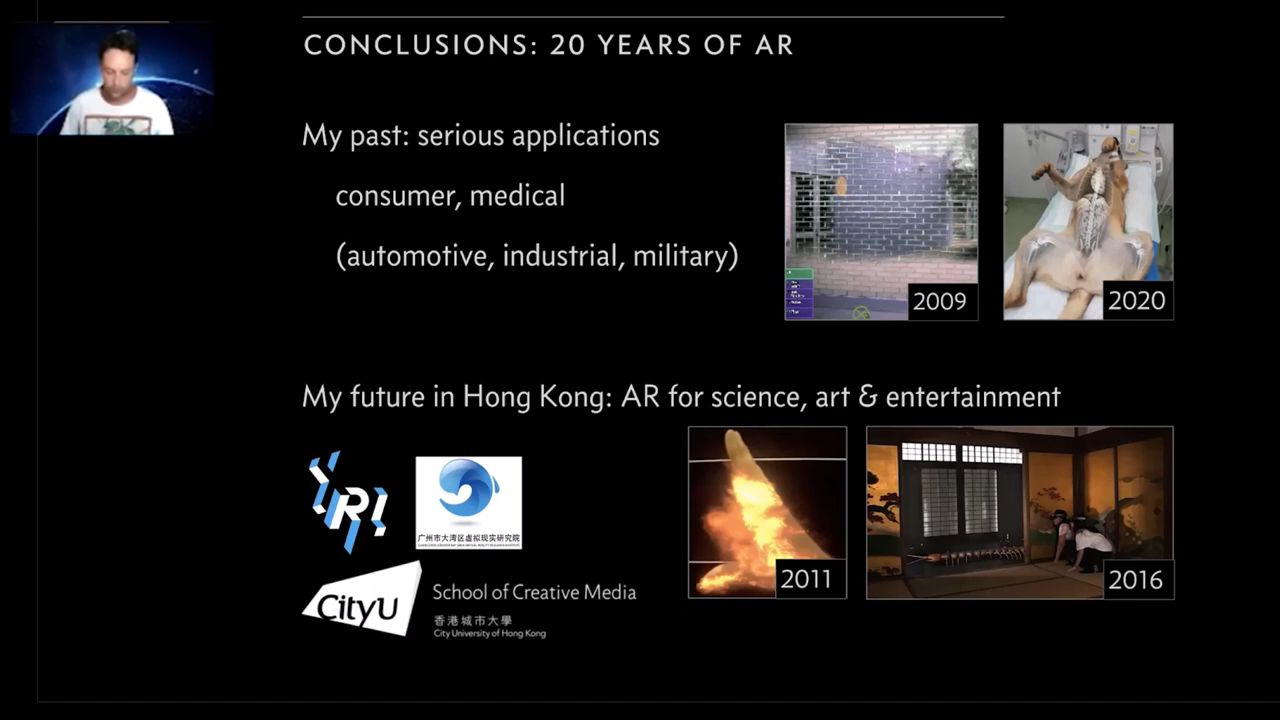 CONCLUSIONS: 20 YEARS OF AR
My past: serious applications
consumer, medical
(automotive, industrial, military)
2009
2020
My future in Hong Kong: AR for science, art & entertainment
广州市大湾区虚拟现实研究院
2011
2016
CityU
School of Creative Media
香港城市大學
City University of Hong Kong